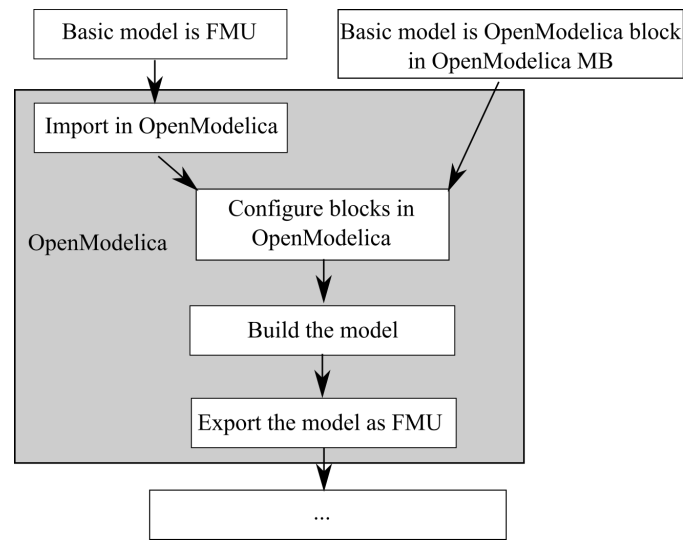 Basic model is FMU
Basic model is OpenModelica block
in OpenModelica MB
Import in OpenModelica
Configure blocks in
OpenModelica
OpenModelica
Build the model
Export the model as FMU
...